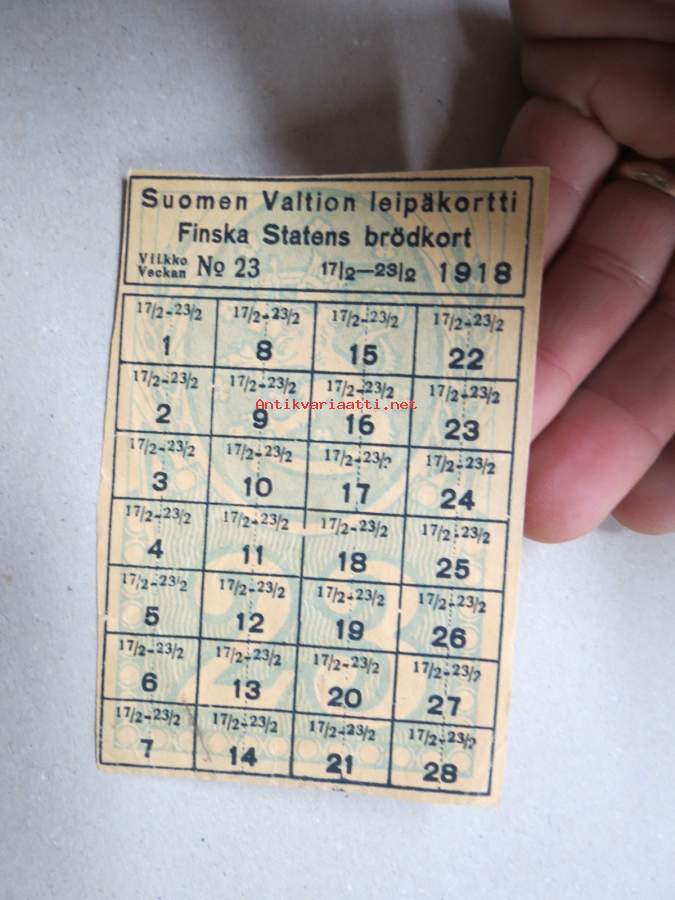 Suomen Valtion leipäkortti
Finska Statens brödkort
Viikko
Veckan No 23 17/2—23/2 1918
17/2-23/2 17/2-23/2 17/2-23/2 17/2-23/2
1 8 15 22
17/2-23/2 17/2-23/2 17/2-23/2 17/2-23/2
Antikvariaatti.net
2 9 16 23
17/2-23/2 17/2-23/2 17/2-23/2 17/2-23/2
3 10 17 24
17/2-23/2 17/2-23/2 17/2-23/2 17/2-23/2
4 11 18 25
17/2-23/2 17/2-23/2 17/2-23/2 17/2-23/2
5 12 19 26
23
17/2-23/2 17/2-23/2 17/2-23/2 17/2-23/2
6 13 20 27
17/2-23/2 17/2-23/2 17/2-23/2 17/2-23/2
7 14 21 28